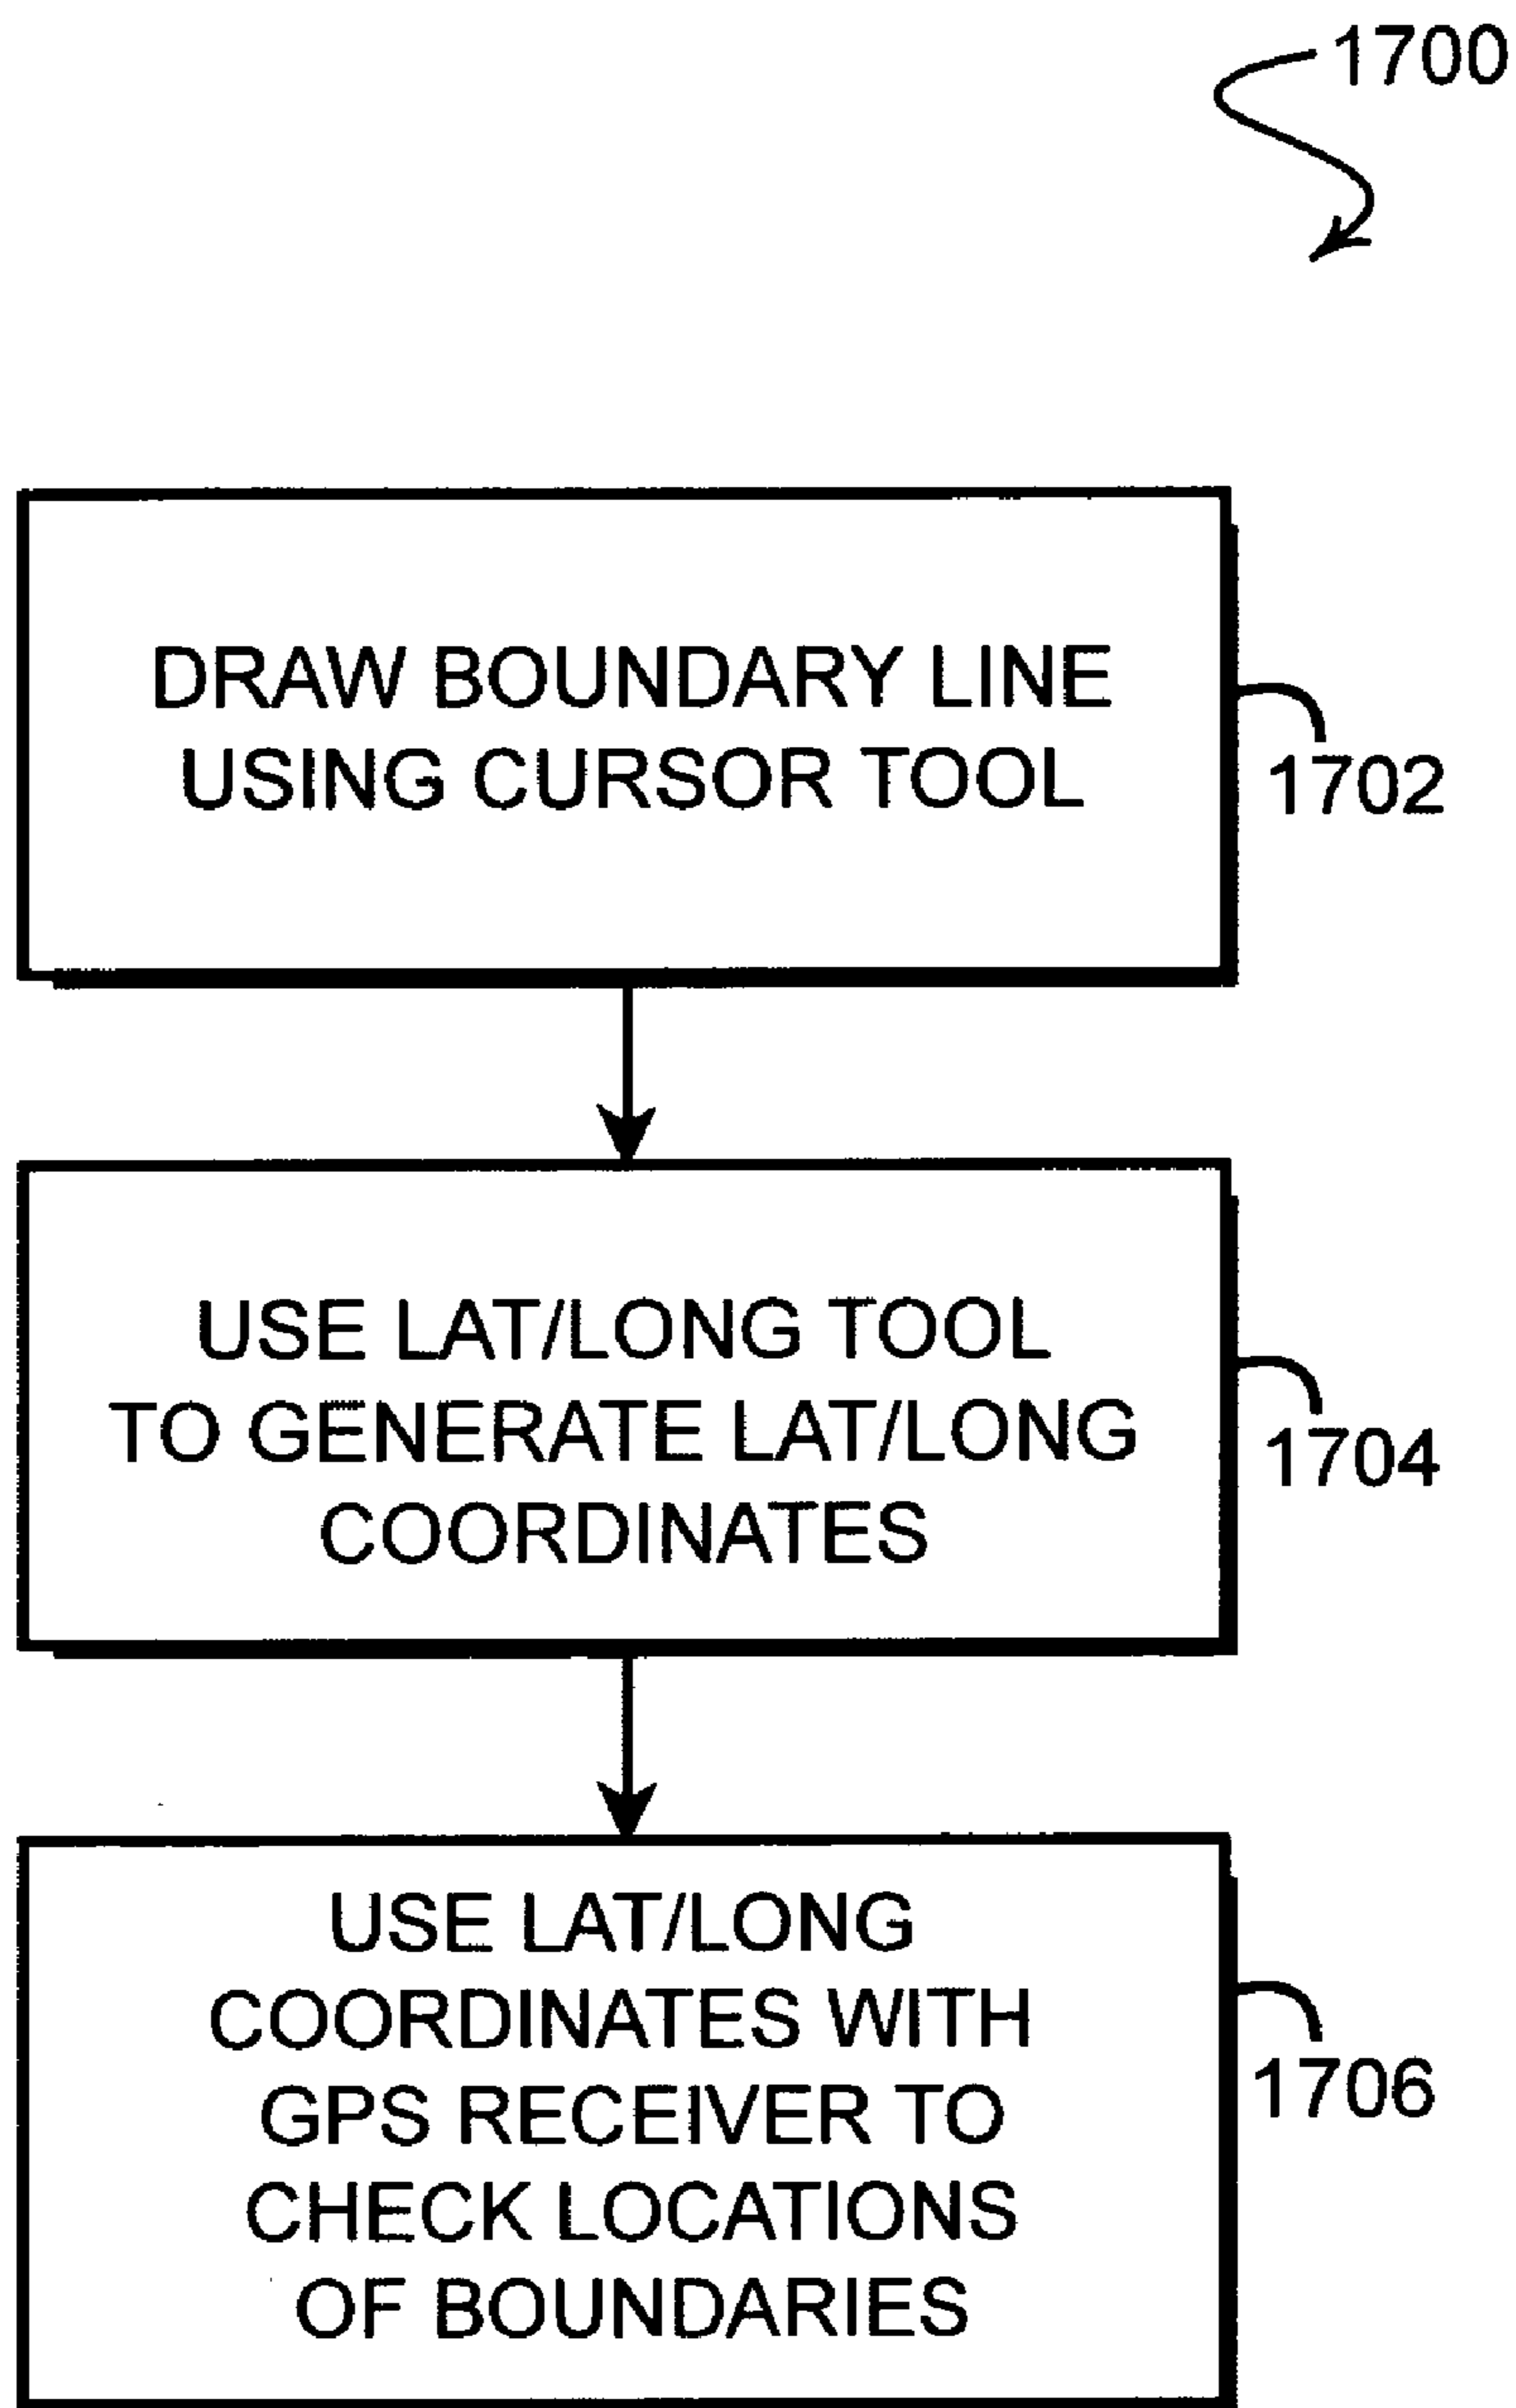 1700
DRAW BOUNDARY LINE
USING CURSOR TOOL
1702
USE LAT/LONG TOOL
TO GENERATE LAT/LONG
COORDINATES
1704
USE LAT/LONG
COORDINATES WITH
GPS RECEIVER TO
CHECK LOCATIONS
OF BOUNDARIES
1706